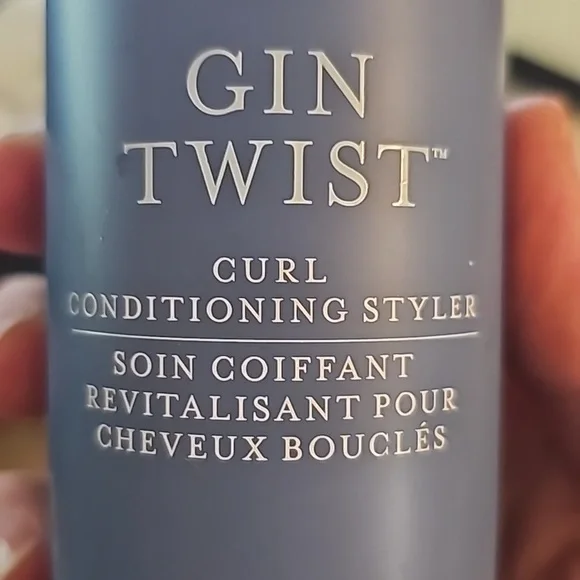 GIN
TWIST™
CURL
CONDITIONING STYLER
SOIN COIFFANT
REVITALISANT POUR
CHEVEUX BOUCLÉS